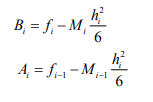 B_i = f_i − M_i h_i^2/6
A_i = f_{i−1} − M_{i−1} h_i^2/6